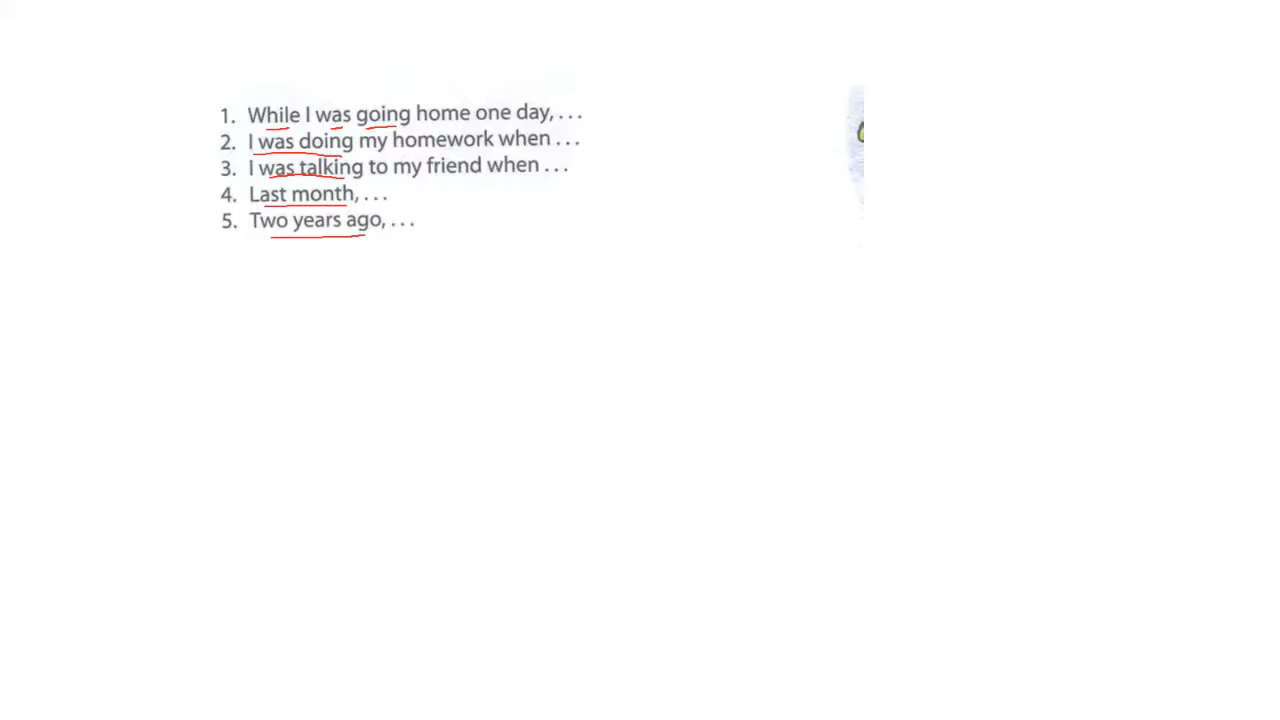 1. While I was going home one day, . . .
2. I was doing my homework when . . .
3. I was talking to my friend when . . .
4. Last month, . . .
5. Two years ago, . . .